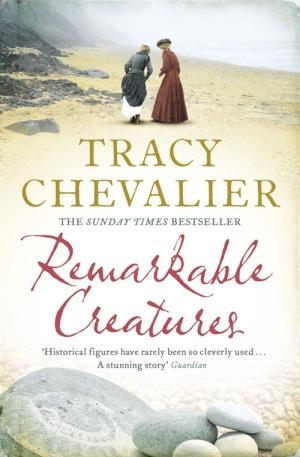 TRACY
CHEVALIER
THE SUNDAY TIMES BESTSELLER
Remarkable
Creatures
‘Historical figures have rarely been so cleverly used . . .
A stunning story’ Guardian